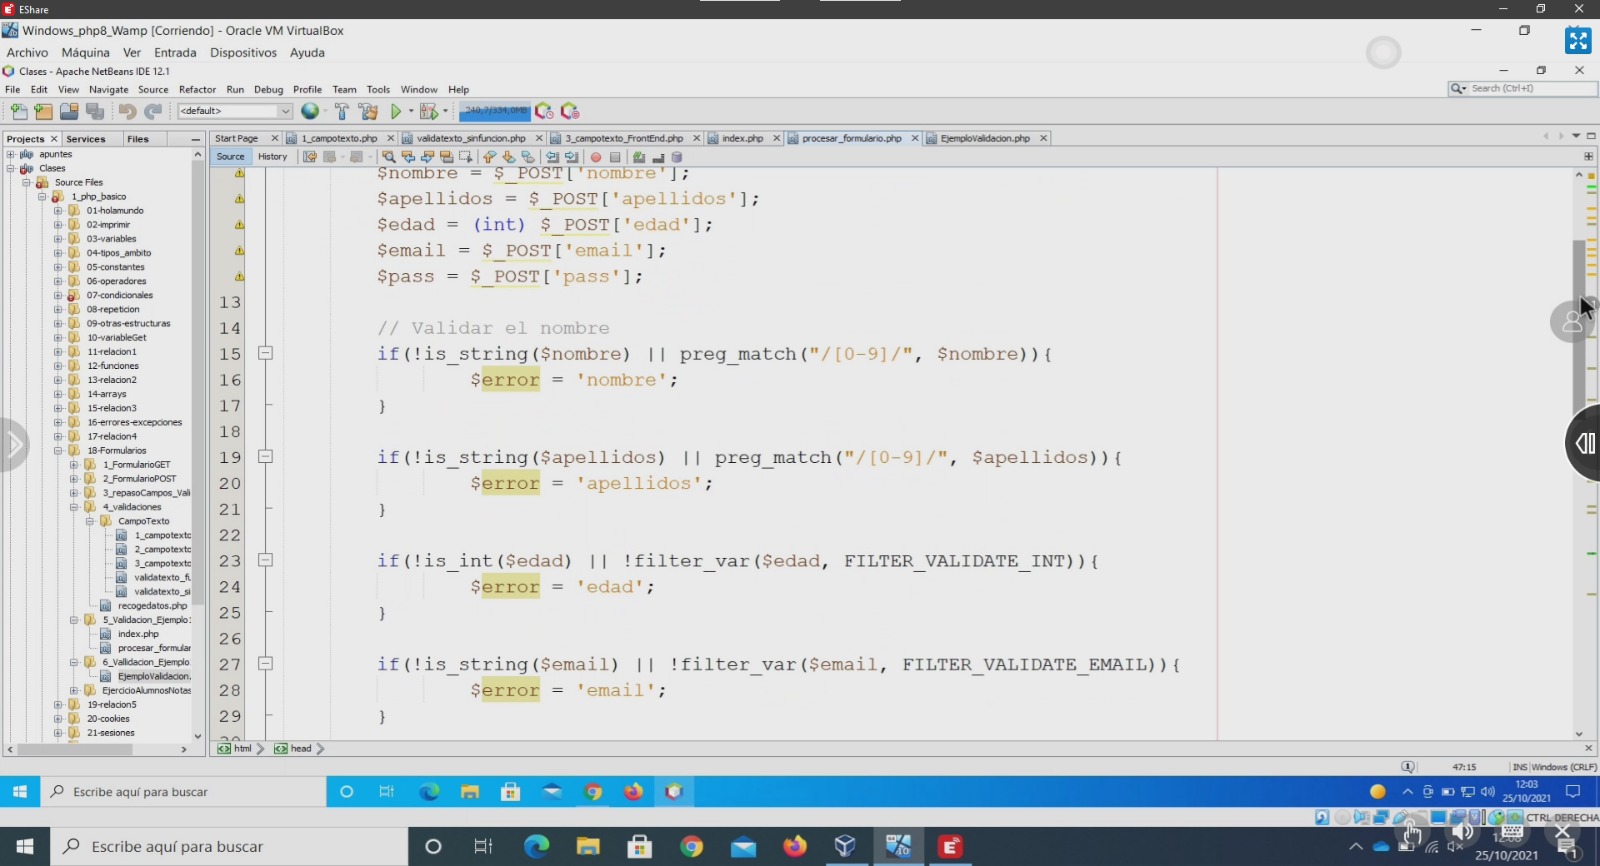 EShare
Windows_php8_Wamp [Corriendo] - Oracle VM VirtualBox
Archivo Máquina Ver Entrada Dispositivos Ayuda
Clases - Apache NetBeans IDE 12.1
File Edit View Navigate Source Refactor Run Debug Profile Team Tools Window Help
Search (Ctrl+I)
<default>
240,7/334,0MB
Projects Services Files
Start Page 1_campotexto.php validatexto_sinfuncion.php 3_campotexto_FrontEnd.php index.php procesar_formulario.php EjemploValidacion.php
Source History
apuntes
Clases
Source Files
1_php_basico
01-holamundo
02-imprimir
03-variables
04-tipos_ambito
05-constantes
06-operadores
07-condicionales
08-repeticion
09-otras-estructuras
10-variableGet
11-relacion1
12-funciones
13-relacion2
14-arrays
15-relacion3
16-errores-excepciones
17-relacion4
18-Formularios
1_FormularioGET
2_FormularioPOST
3_repasoCampos_Vali
4_validaciones
CampoTexto
1_campotexto
2_campotexto
3_campotexto
validatexto_fu
validatexto_si
recogedatos.php
5_Validacion_Ejemplo
index.php
procesar_formular
6_Validacion_Ejemplo
EjemploValidacion.
EjercicioAlumnosNotas
19-relacion5
20-cookies
21-sesiones
$nombre = $_POST['nombre'];
$apellidos = $_POST['apellidos'];
$edad = (int) $_POST['edad'];
$email = $_POST['email'];
$pass = $_POST['pass'];
13
14 // Validar el nombre
15 if(!is_string($nombre) || preg_match("/[0-9]/", $nombre)){
16 $error = 'nombre';
17 }
18
19 if(!is_string($apellidos) || preg_match("/[0-9]/", $apellidos)){
20 $error = 'apellidos';
21 }
22
23 if(!is_int($edad) || !filter_var($edad, FILTER_VALIDATE_INT)){
24 $error = 'edad';
25 }
26
27 if(!is_string($email) || !filter_var($email, FILTER_VALIDATE_EMAIL)){
28 $error = 'email';
29 }
html head
47:15 INS Windows (CRLF)
Escribe aquí para buscar
12:03
25/10/2021
CTRL DERECHA
Escribe aquí para buscar
25/10/2021